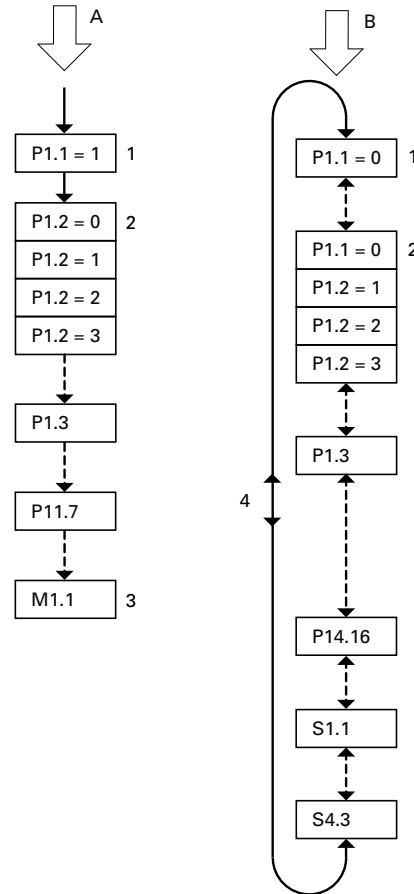 A
P1.1 = 1 1
P1.2 = 0 2
P1.2 = 1
P1.2 = 2
P1.2 = 3
P1.3
P11.7
M1.1 3
B
P1.1 = 0 1
P1.1 = 0 2
P1.2 = 1
P1.2 = 2
P1.2 = 3
P1.3
4
P14.16
S1.1
S4.3